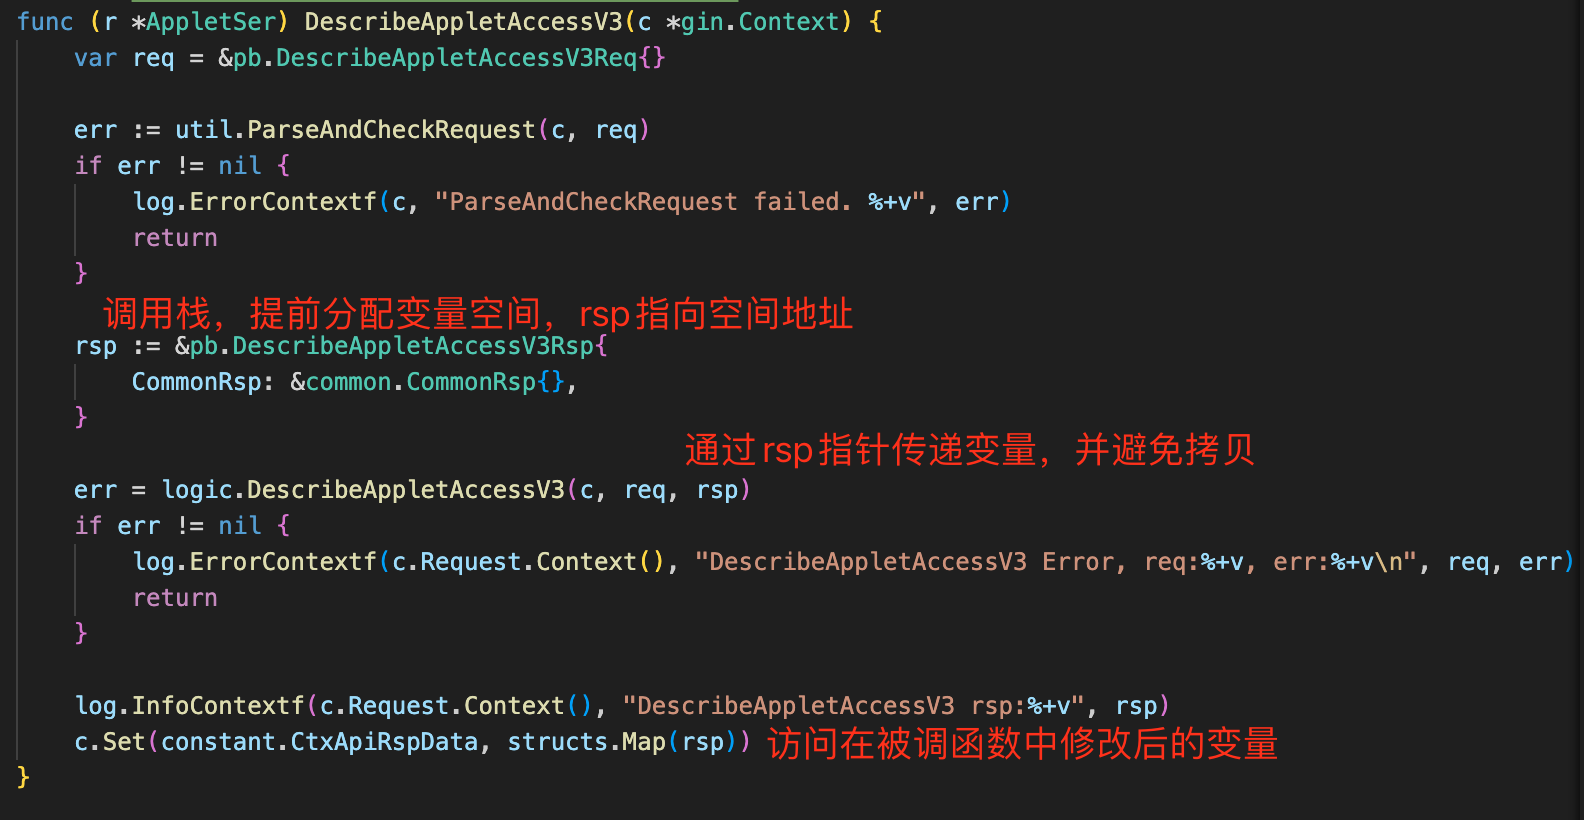 func (r *AppletSer) DescribeAppletAccessV3(c *gin.Context) {
var req = &pb.DescribeAppletAccessV3Req{}
err := util.ParseAndCheckRequest(c, req)
if err != nil {
log.ErrorContextf(c, "ParseAndCheckRequest failed. %+v", err)
return
}
调用栈，提前分配变量空间，rsp指向空间地址
rsp := &pb.DescribeAppletAccessV3Rsp{
CommonRsp: &common.CommonRsp{},
}
通过rsp指针传递变量，并避免拷贝
err = logic.DescribeAppletAccessV3(c, req, rsp)
if err != nil {
log.ErrorContextf(c.Request.Context(), "DescribeAppletAccessV3 Error, req:%+v, err:%+v\n", req, err)
return
}
log.InfoContextf(c.Request.Context(), "DescribeAppletAccessV3 rsp:%+v", rsp)
c.Set(constant.CtxApiRspData, structs.Map(rsp)) 访问在被调函数中修改后的变量
}